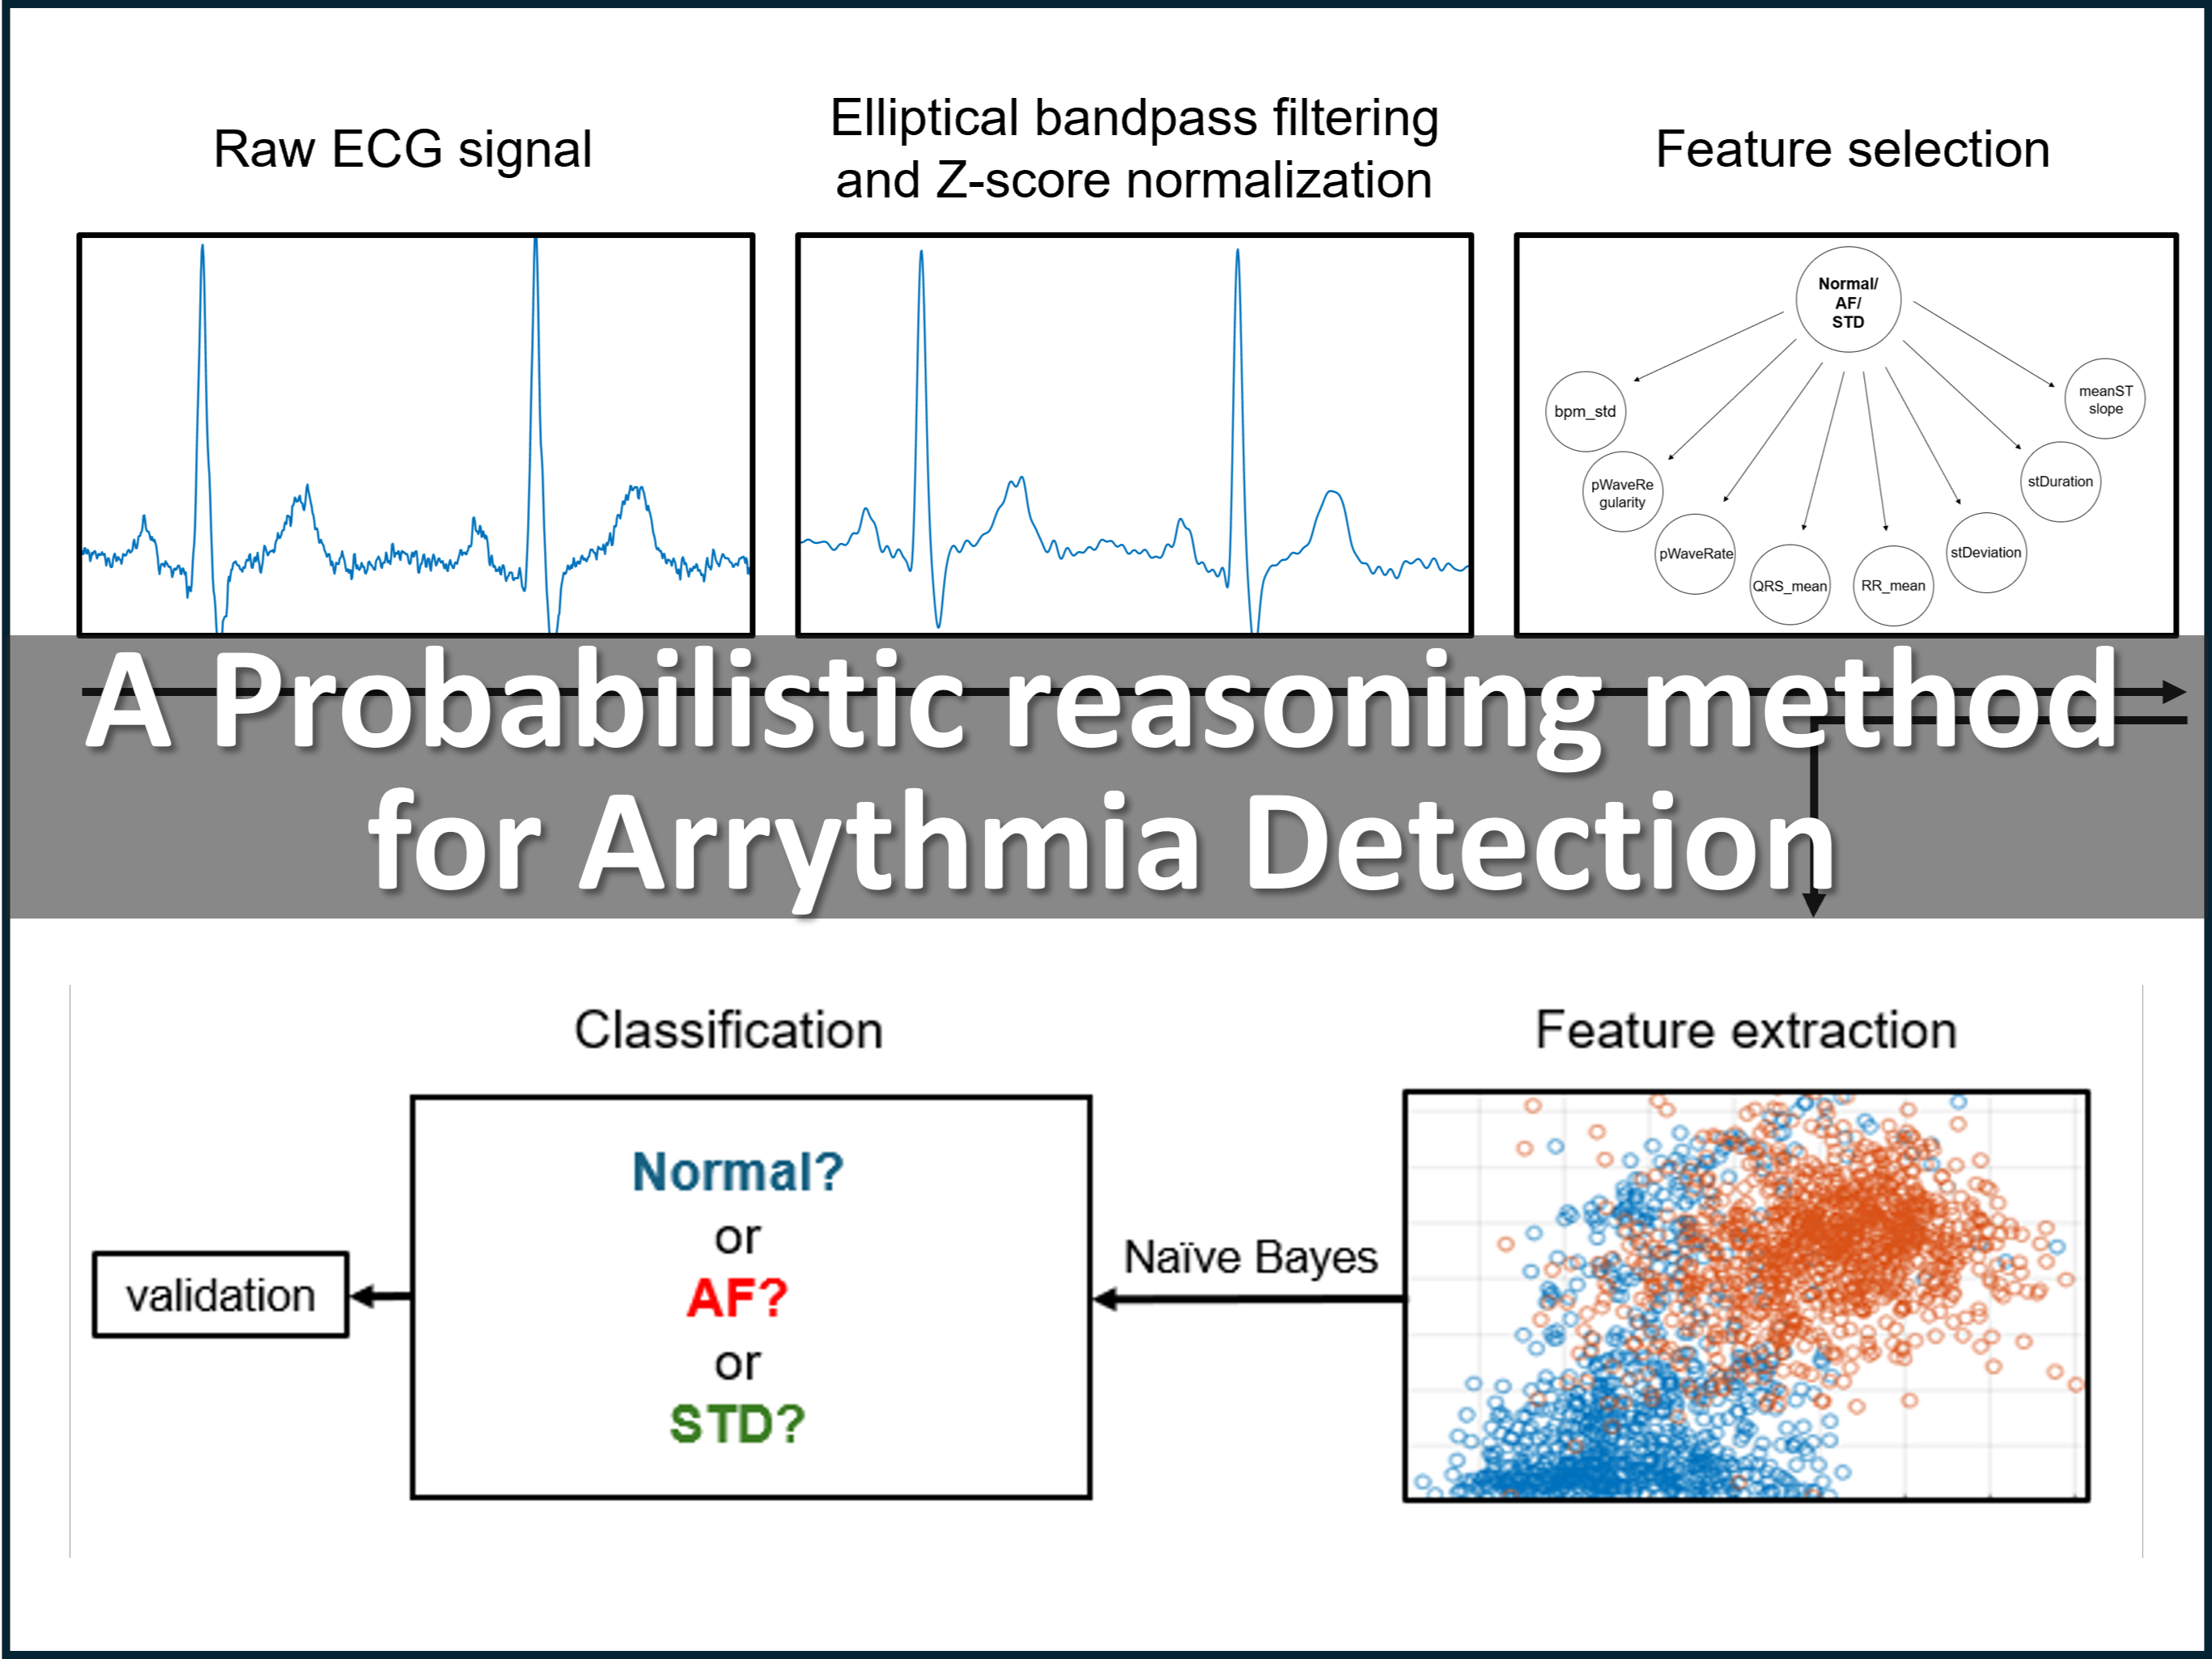 Raw ECG signal
Elliptical bandpass filtering
and Z-score normalization
Feature selection
Normal/
AF/
STD
bpm_std
pWaveRe
gularity
pWaveRate
QRS_mean
RR_mean
stDeviation
stDuration
meanST
slope
A Probabilistic reasoning method
for Arrythmia Detection
Classification
Feature extraction
Normal?
or
AF?
or
STD?
Naïve Bayes
validation